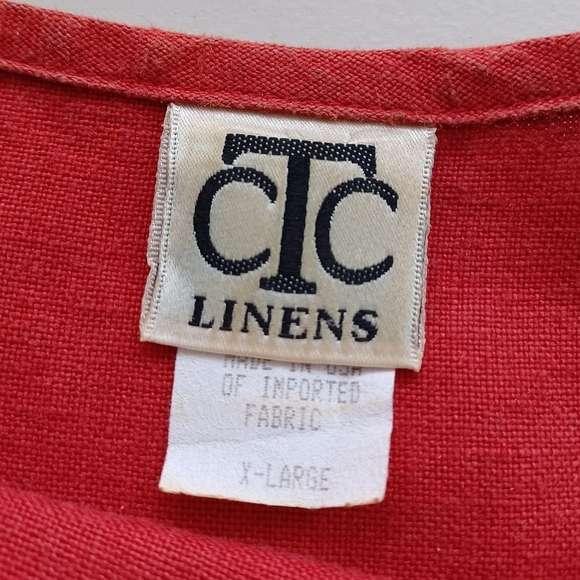 CTC
LINENS
MADE IN USA
OF IMPORTED
FABRIC
X-LARGE